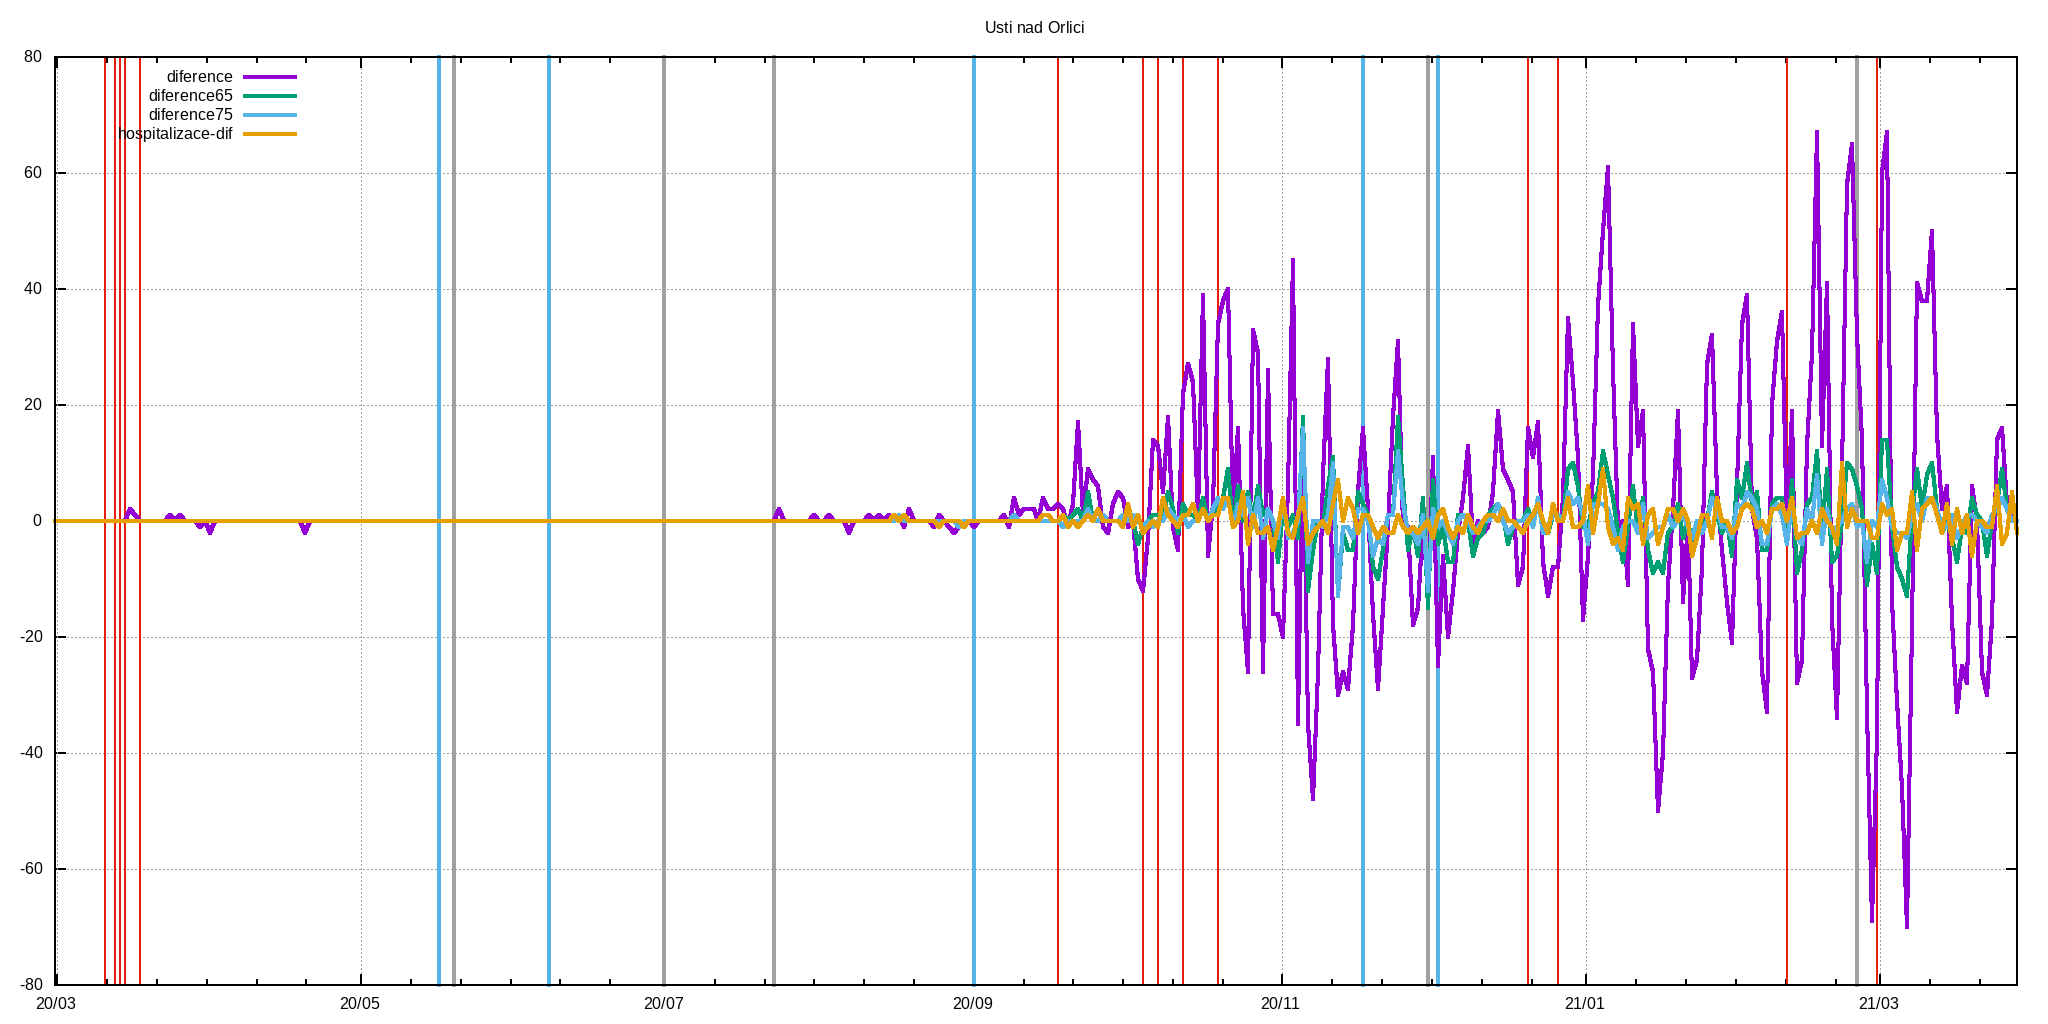 Usti nad Orlici
80
60
40
20
0
-20
-40
-60
-80
diference
diference65
diference75
hospitalizace-dif
20/03 20/05 20/07 20/09 20/11 21/01 21/03